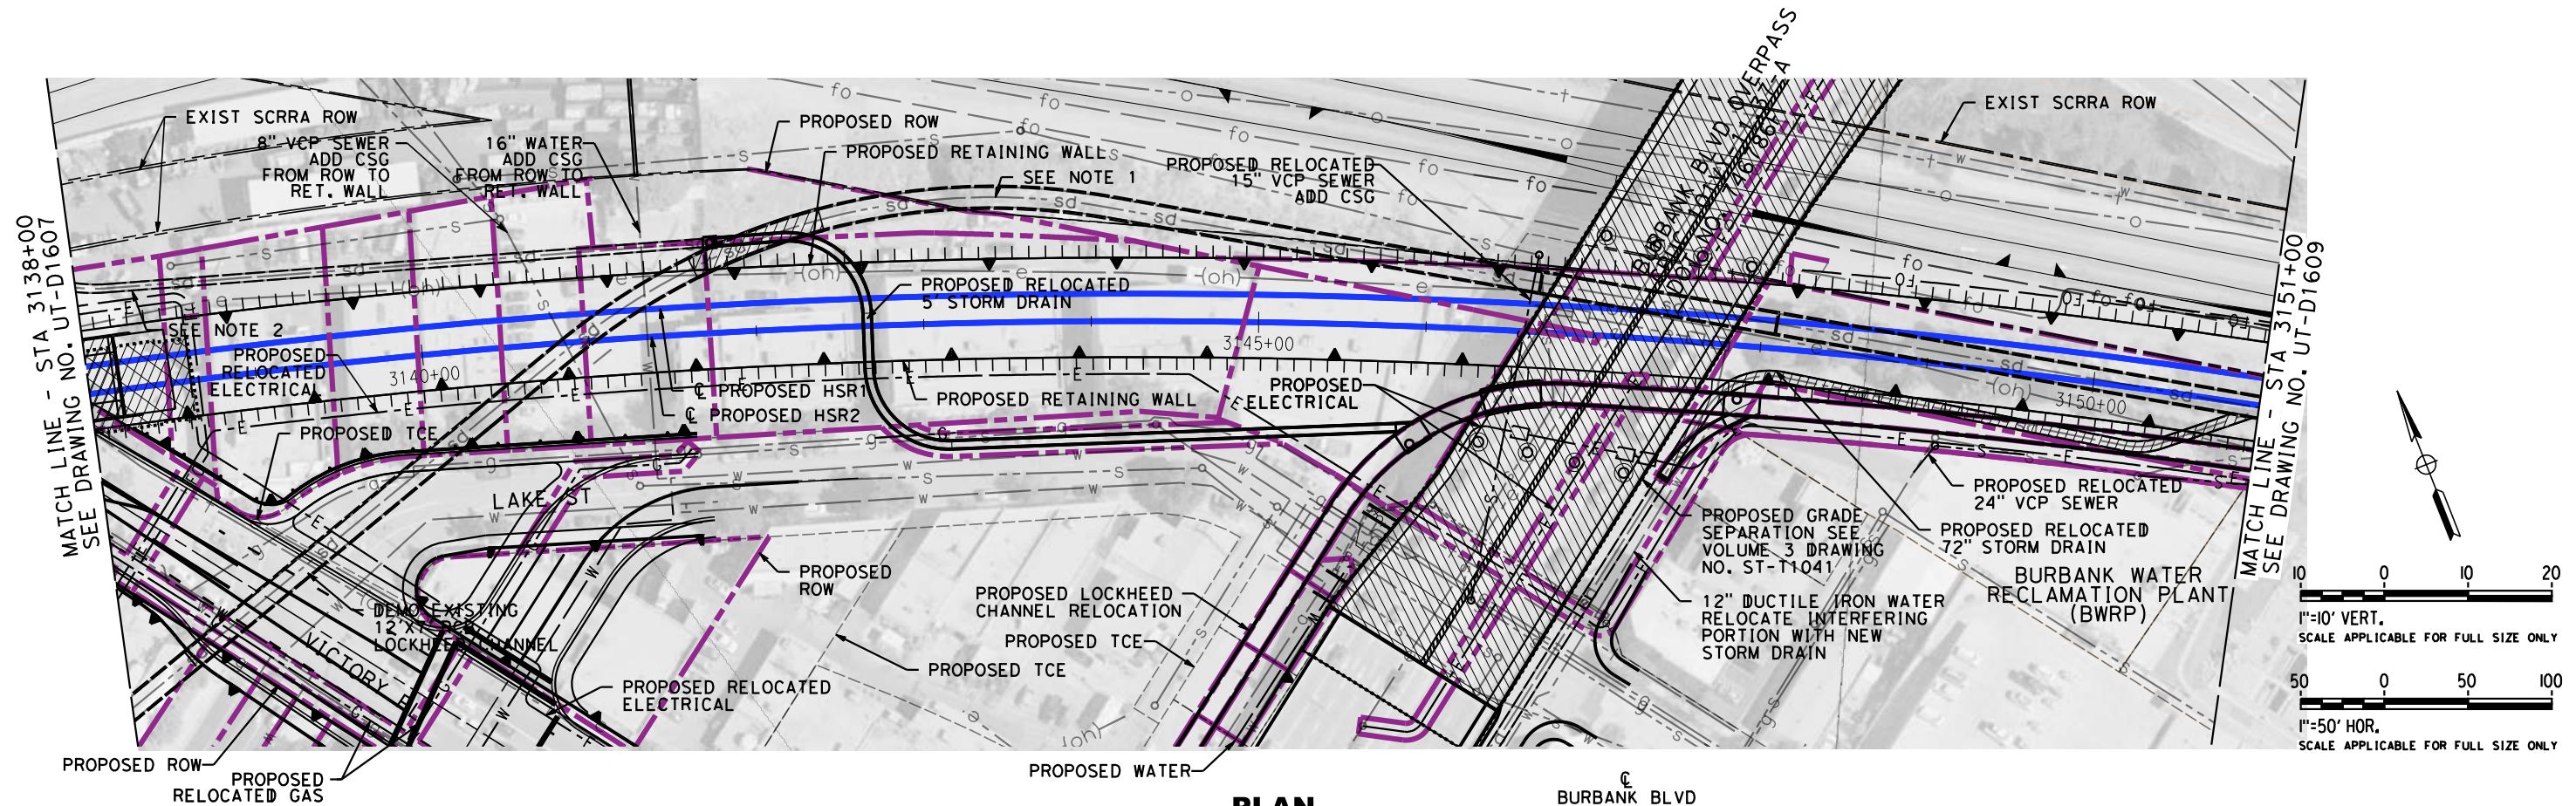 BURBANK BLVD OVERPASS
EXIST SCRRA ROW
8" VCP SEWER
ADD CSG
FROM ROW TO
RET. WALL
16" WATER
ADD CSG
FROM ROW TO
RET. WALL
PROPOSED ROW
PROPOSED RETAINING WALL
SEE NOTE 1
PROPOSED RELOCATED
15" VCP SEWER
ADD CSG
EXIST SCRRA ROW
MATCH LINE - STA 3138+00
SEE DRAWING NO. UT-D1607
SEE NOTE 2
PROPOSED
RELOCATED
ELECTRICAL
3140+00
PROPOSED RELOCATED
5' STORM DRAIN
3145+00
℄ PROPOSED HSR1
℄ PROPOSED HSR2
PROPOSED RETAINING WALL
PROPOSED
ELECTRICAL
3150+00
MATCH LINE - STA 3151+00
SEE DRAWING NO. UT-D1609
PROPOSED TCE
LAKE ST
PROPOSED RELOCATED
24" VCP SEWER
PROPOSED RELOCATED
72" STORM DRAIN
PROPOSED GRADE
SEPARATION SEE
VOLUME 3 DRAWING
NO. ST-T1041
BURBANK WATER
RECLAMATION PLANT
(BWRP)
12" DUCTILE IRON WATER
RELOCATE INTERFERING
PORTION WITH NEW
STORM DRAIN
PROPOSED
ROW
PROPOSED LOCKHEED
CHANNEL RELOCATION
PROPOSED TCE
PROPOSED TCE
DEMO EXISTING
LOCKHEED CHANNEL
VICTORY
PROPOSED RELOCATED
ELECTRICAL
PROPOSED ROW
PROPOSED
RELOCATED GAS
PROPOSED WATER
℄
BURBANK BLVD
PLAN
10 0 10 20
1"=10' VERT.
SCALE APPLICABLE FOR FULL SIZE ONLY
50 0 50 100
1"=50' HOR.
SCALE APPLICABLE FOR FULL SIZE ONLY